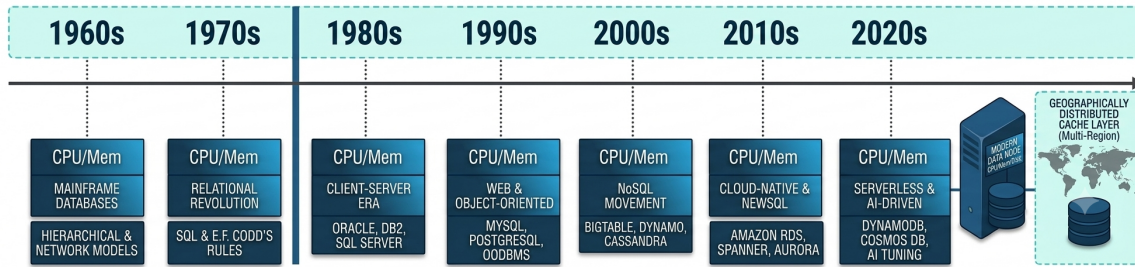 1960s
1970s
1980s
1990s
2000s
2010s
2020s
CPU/Mem
MAINFRAME
DATABASES
HIERARCHICAL &
NETWORK MODELS
CPU/Mem
RELATIONAL
REVOLUTION
SQL & E.F. CODD'S
RULES
CPU/Mem
CLIENT-SERVER
ERA
ORACLE, DB2,
SQL SERVER
CPU/Mem
WEB &
OBJECT-ORIENTED
MYSQL,
POSTGRESQL,
OODBMS
CPU/Mem
NoSQL
MOVEMENT
BIGTABLE, DYNAMO,
CASSANDRA
CPU/Mem
CLOUD-NATIVE &
NEWSQL
AMAZON RDS,
SPANNER, AURORA
CPU/Mem
SERVERLESS &
AI-DRIVEN
DYNAMODB,
COSMOS DB,
AI TUNING
MODERN
DATA NODE
CPU/Mem/Disk
GEOGRAPHICALLY
DISTRIBUTED
CACHE LAYER
(Multi-Region)